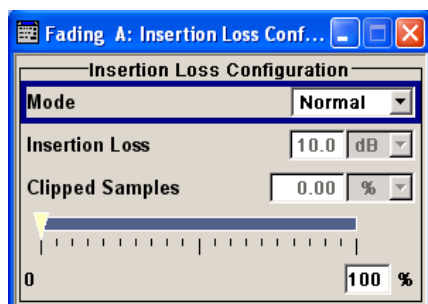 Fading A: Insertion Loss Conf...
Insertion Loss Configuration
Mode Normal
Insertion Loss 10.0 dB
Clipped Samples 0.00 %
0 100 %